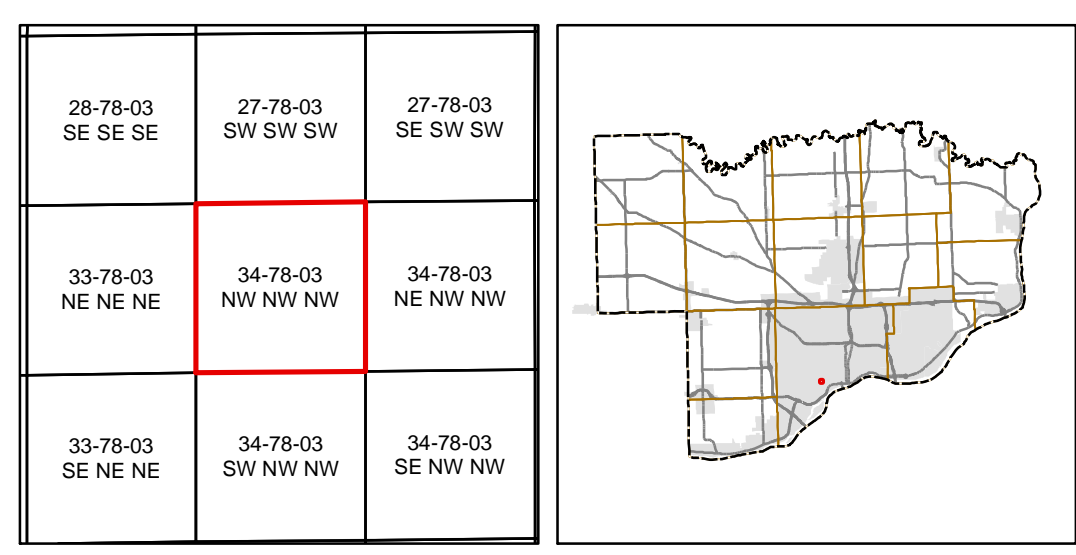 28-78-03
SE SE SE
27-78-03
SW SW SW
27-78-03
SE SW SW
33-78-03
NE NE NE
34-78-03
NW NW NW
34-78-03
NE NW NW
33-78-03
SE NE NE
34-78-03
SW NW NW
34-78-03
SE NW NW